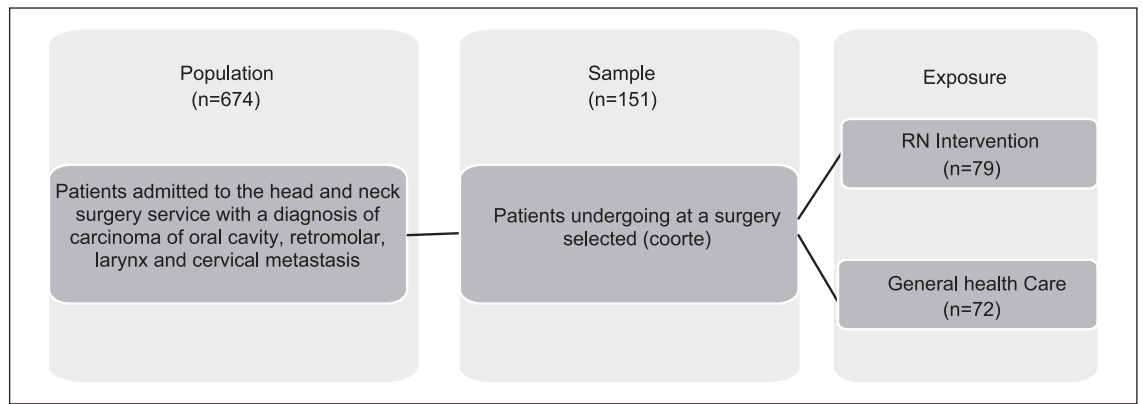 Population
(n=674)
Patients admitted to the head and neck
surgery service with a diagnosis of
carcinoma of oral cavity, retromolar,
larynx and cervical metastasis
Sample
(n=151)
Patients undergoing at a surgery
selected (coorte)
Exposure
RN Intervention
(n=79)
General health Care
(n=72)